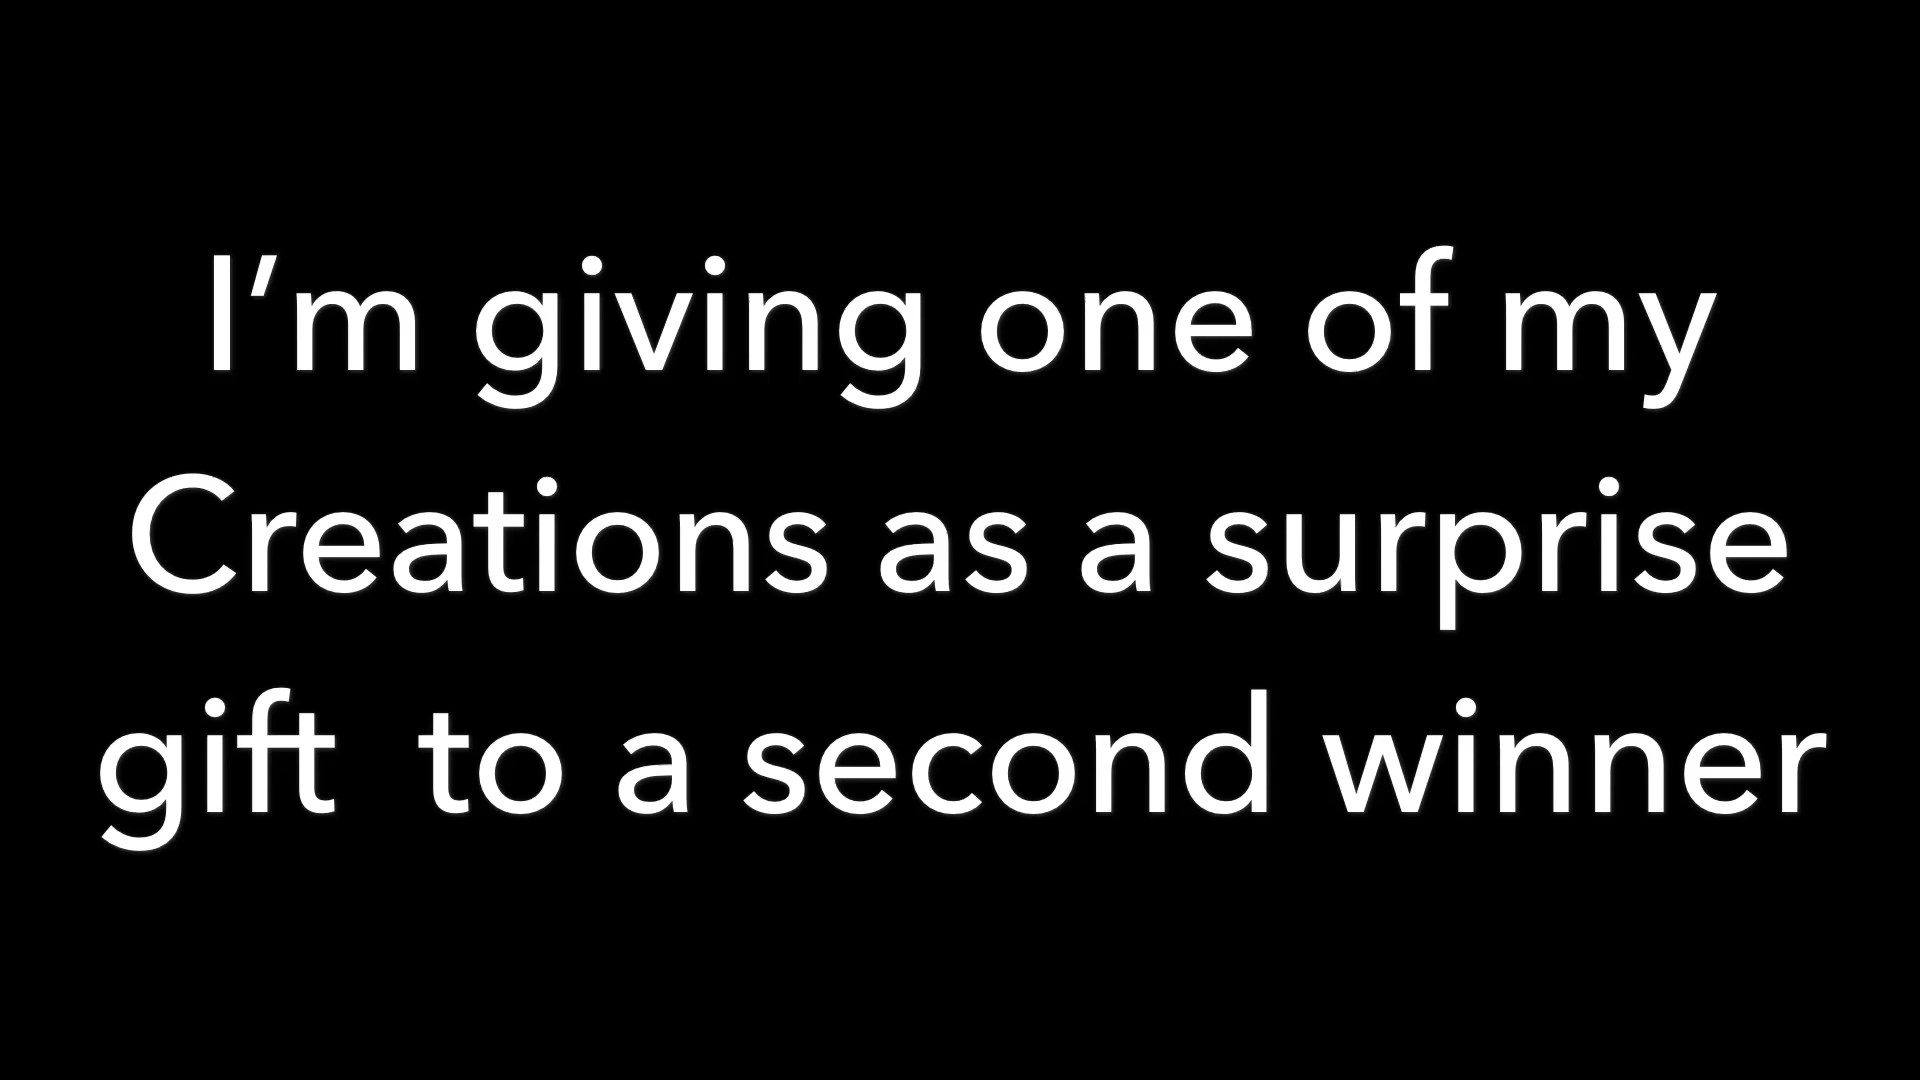 I’m giving one of my
Creations as a surprise
gift  to a second winner